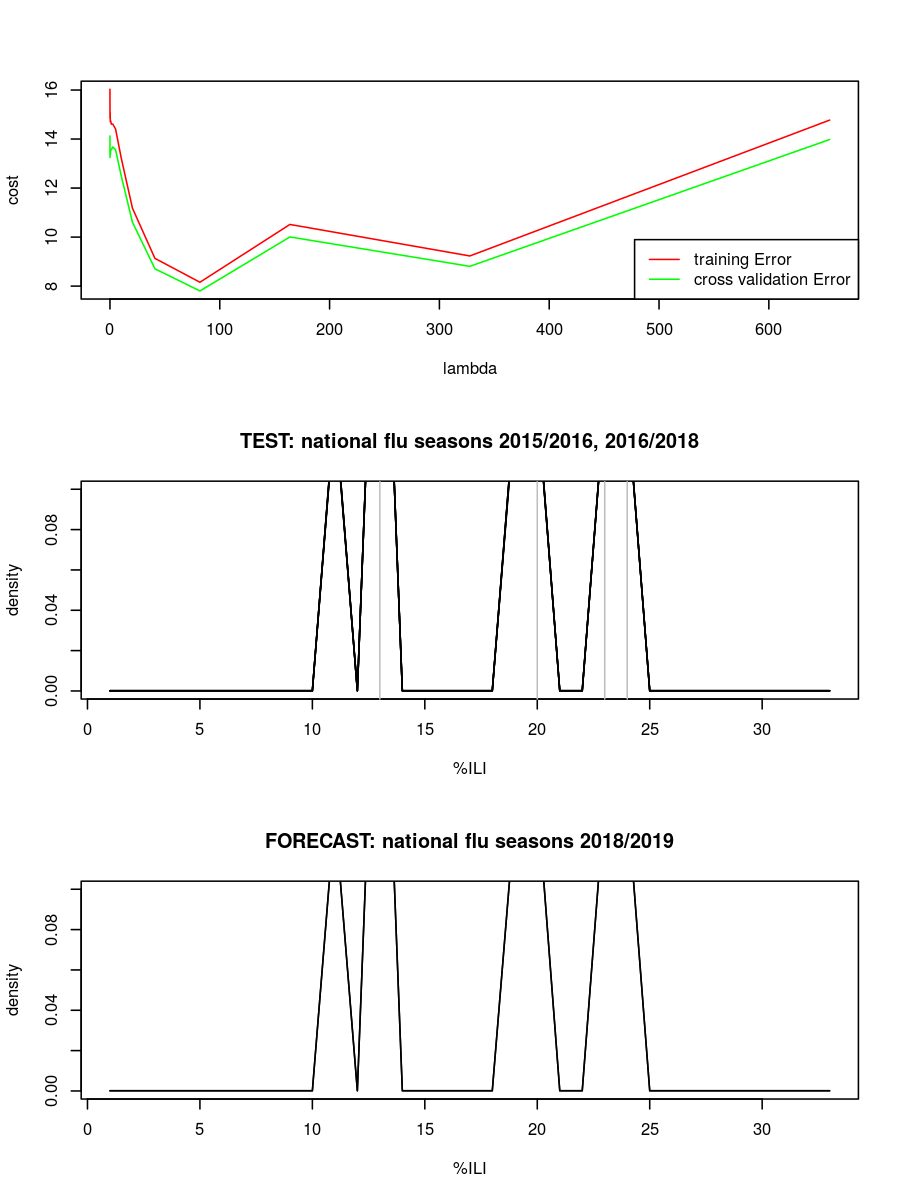 16
14
12
10
8
cost
training Error
cross validation Error
0 100 200 300 400 500 600
lambda
TEST: national flu seasons 2015/2016, 2016/2018
0.08
0.04
0.00
density
0 5 10 15 20 25 30
%ILI
FORECAST: national flu seasons 2018/2019
0.08
0.04
0.00
density
0 5 10 15 20 25 30
%ILI